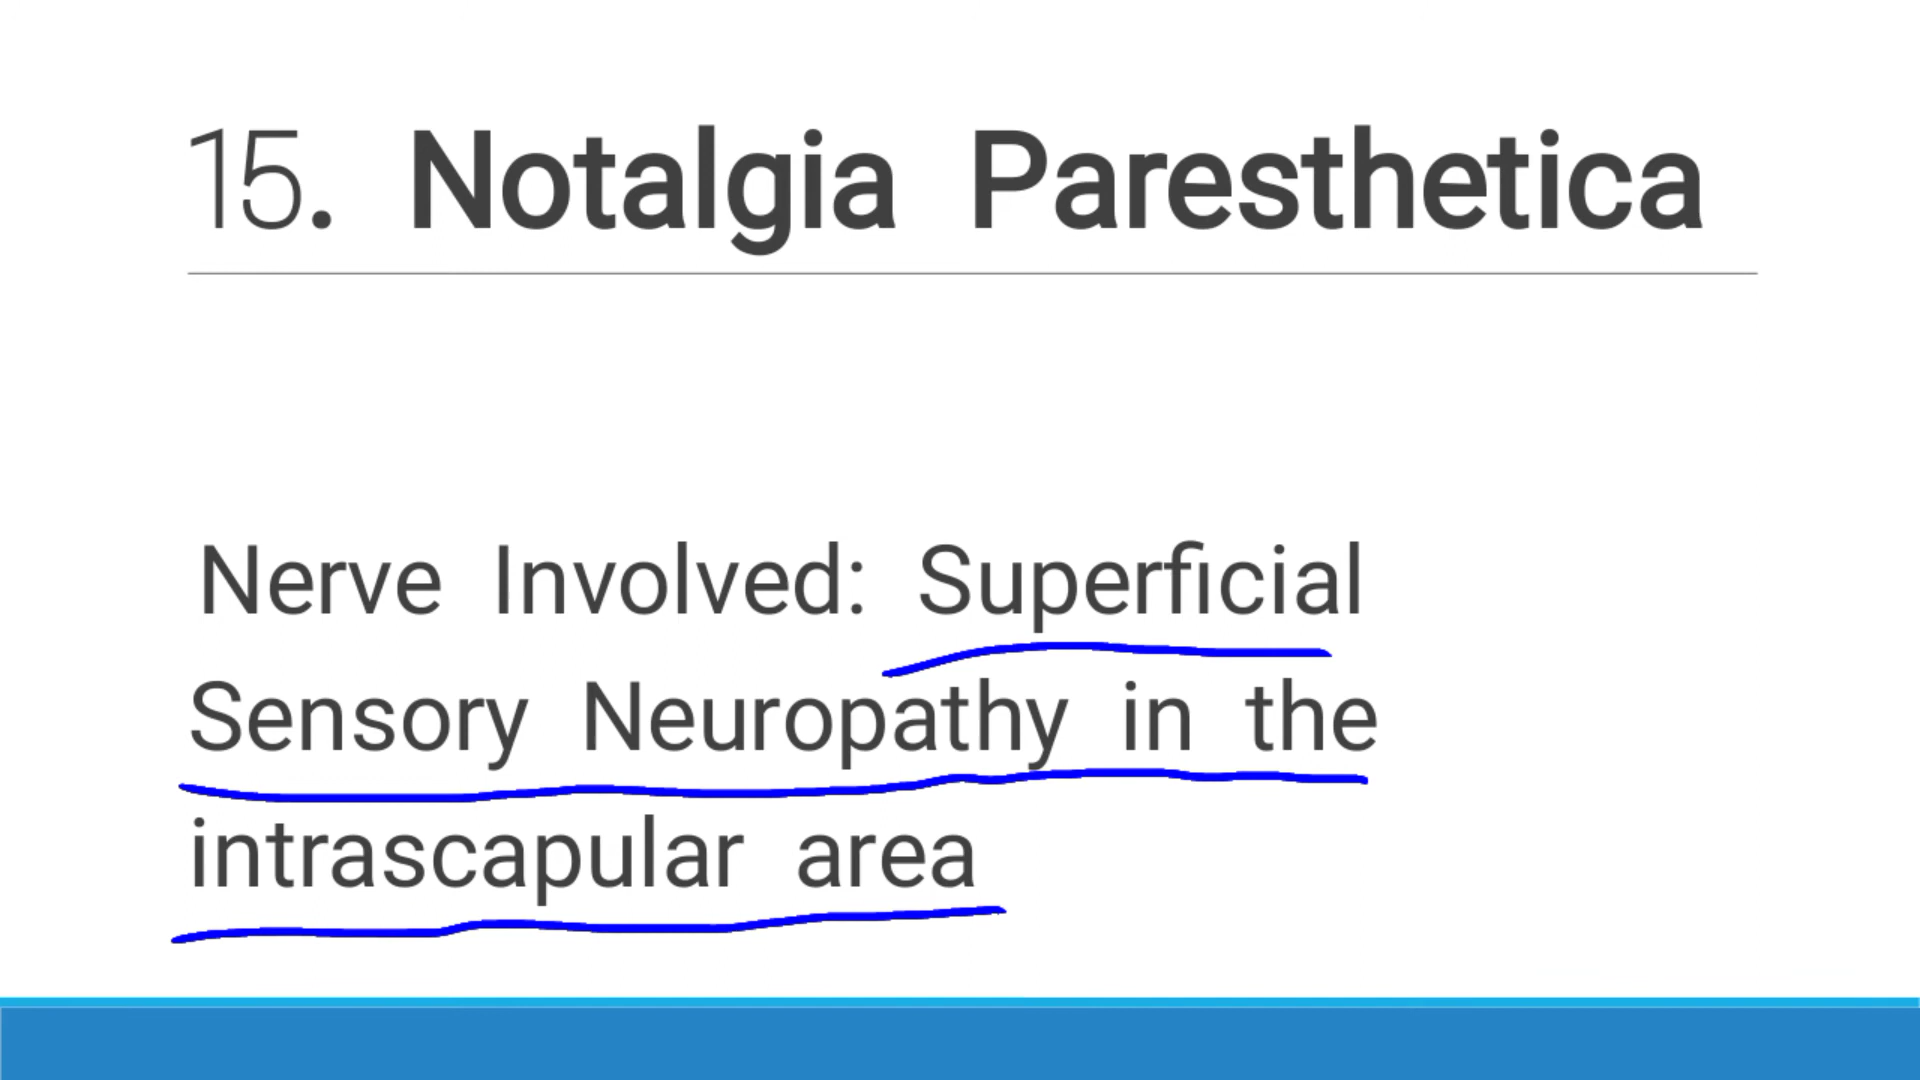 15. Notalgia Paresthetica
Nerve Involved: Superficial
Sensory Neuropathy in the
intrascapular area